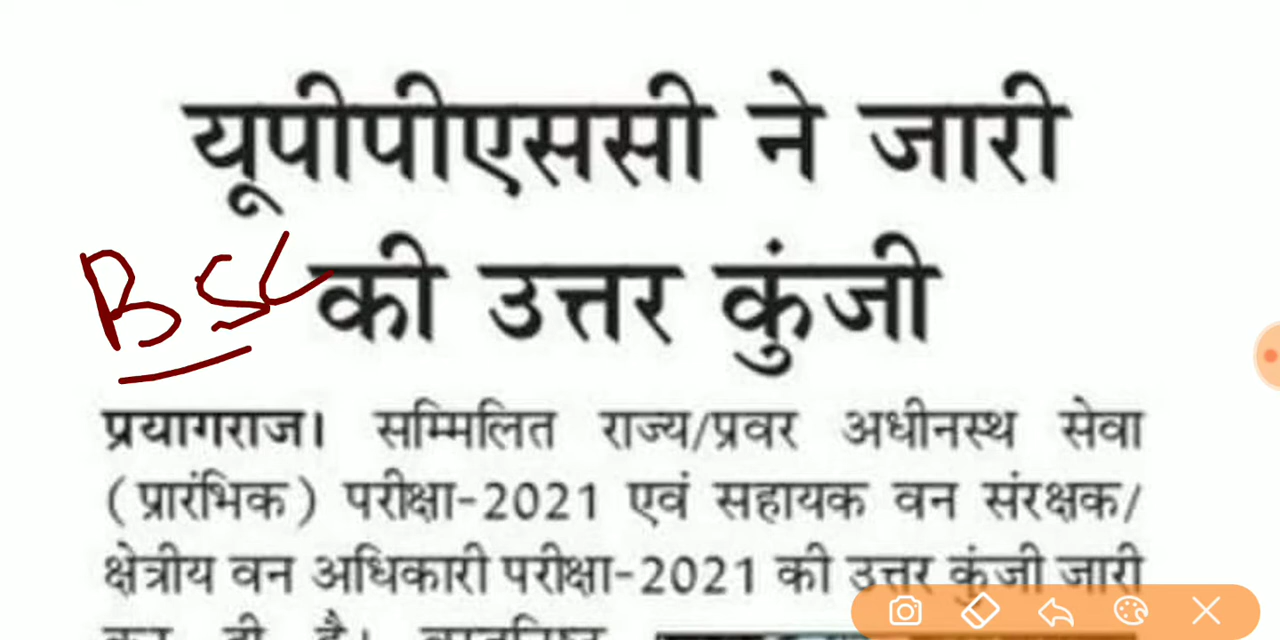 यूपीपीएससी ने जारी
BSC की उत्तर कुंजी
प्रयागराज। सम्मिलित राज्य/प्रवर अधीनस्थ सेवा
(प्रारंभिक) परीक्षा-2021 एवं सहायक वन संरक्षक/
क्षेत्रीय वन अधिकारी परीक्षा-2021 की उत्तर कुंजी जारी